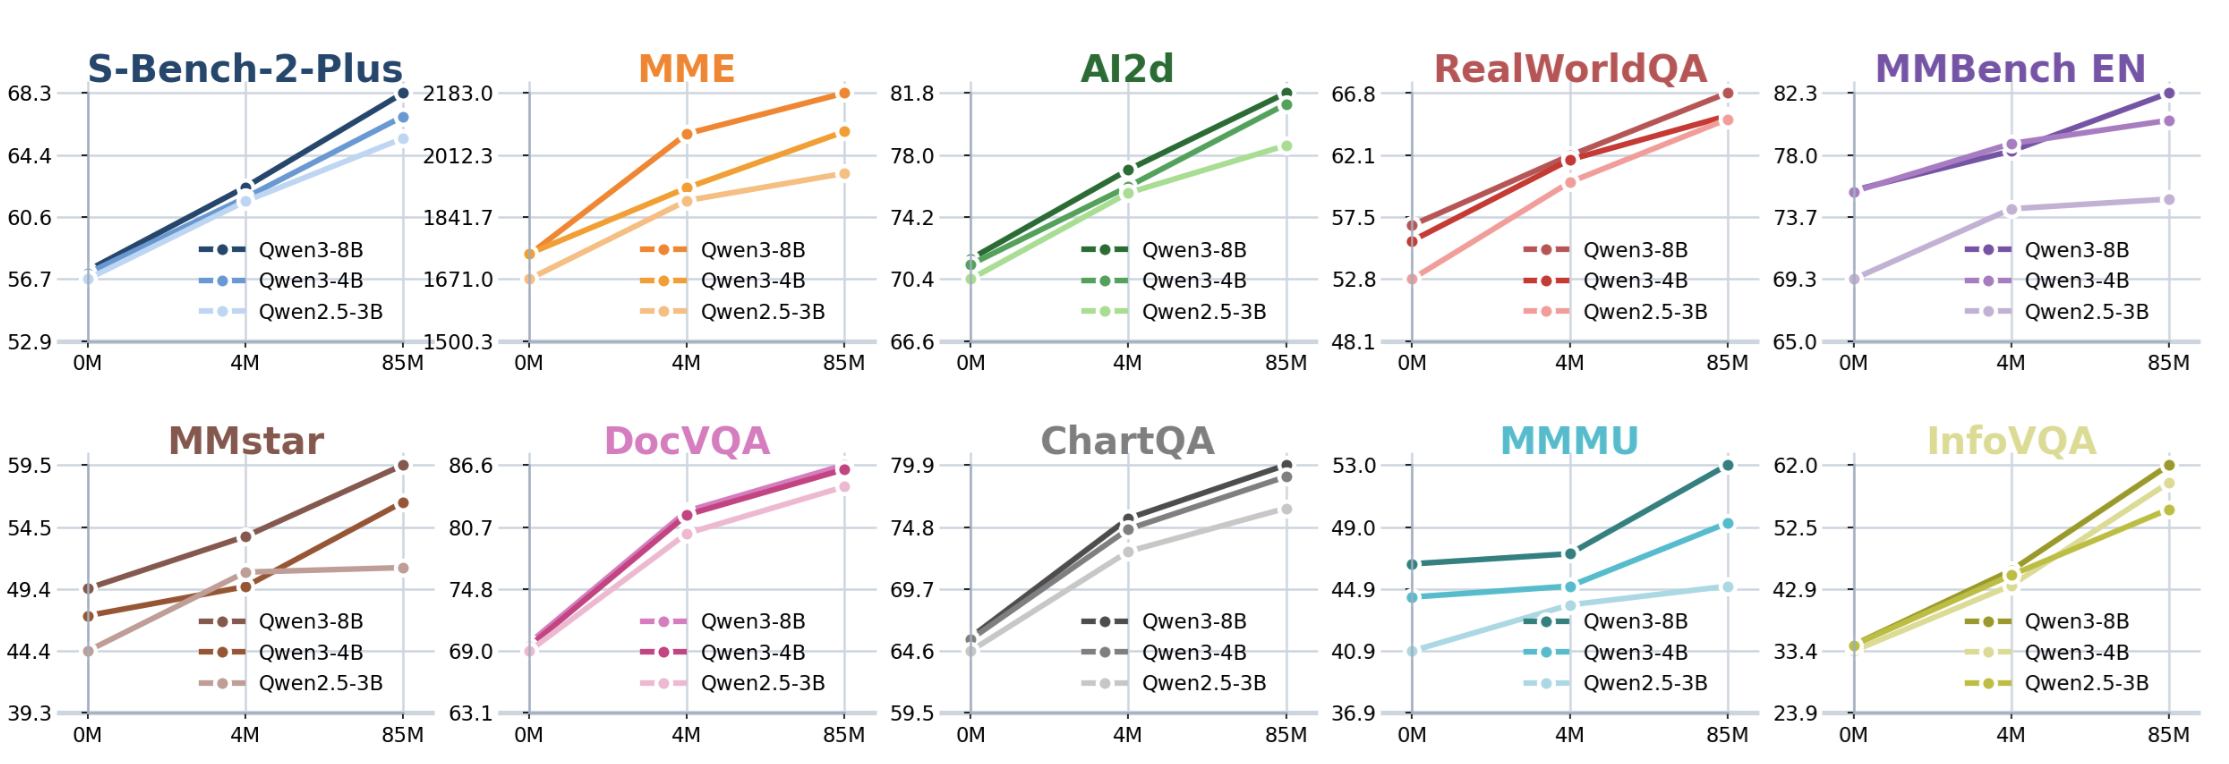 S-Bench-2-Plus
68.3
64.4
60.6
56.7
52.9
0M 4M 85M
Qwen3-8B
Qwen3-4B
Qwen2.5-3B
MME
2183.0
2012.3
1841.7
1671.0
1500.3
0M 4M 85M
Qwen3-8B
Qwen3-4B
Qwen2.5-3B
AI2d
81.8
78.0
74.2
70.4
66.6
0M 4M 85M
Qwen3-8B
Qwen3-4B
Qwen2.5-3B
RealWorldQA
66.8
62.1
57.5
52.8
48.1
0M 4M 85M
Qwen3-8B
Qwen3-4B
Qwen2.5-3B
MMBench EN
82.3
78.0
73.7
69.3
65.0
0M 4M 85M
Qwen3-8B
Qwen3-4B
Qwen2.5-3B
MMstar
59.5
54.5
49.4
44.4
39.3
0M 4M 85M
Qwen3-8B
Qwen3-4B
Qwen2.5-3B
DocVQA
86.6
80.7
74.8
69.0
63.1
0M 4M 85M
Qwen3-8B
Qwen3-4B
Qwen2.5-3B
ChartQA
79.9
74.8
69.7
64.6
59.5
0M 4M 85M
Qwen3-8B
Qwen3-4B
Qwen2.5-3B
MMMU
53.0
49.0
44.9
40.9
36.9
0M 4M 85M
Qwen3-8B
Qwen3-4B
Qwen2.5-3B
InfoVQA
62.0
52.5
42.9
33.4
23.9
0M 4M 85M
Qwen3-8B
Qwen3-4B
Qwen2.5-3B